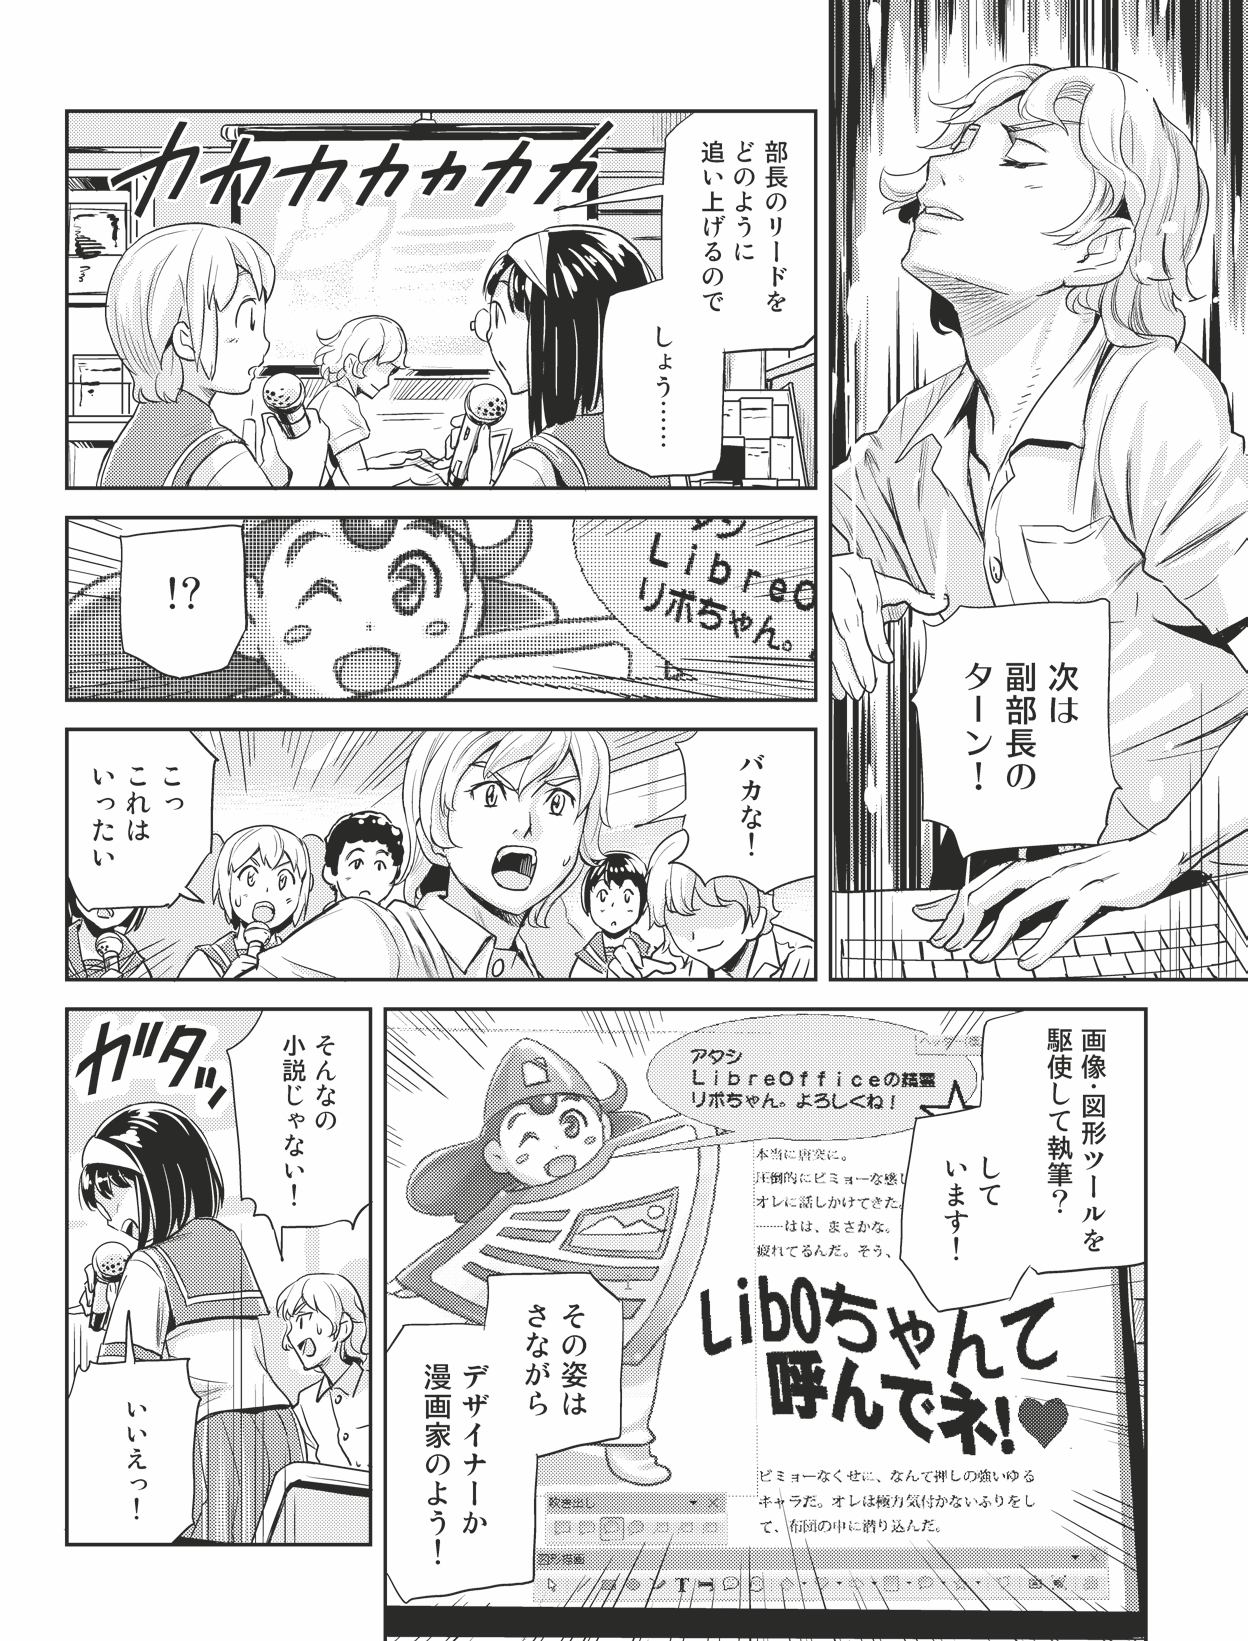 次は
副部長の
ターン！
部長のリードを
どのように
追い上げるので
しょう……
カカカカカカカ
!?
タシ
LibreO
リボちゃん。
バカな！
こっ
これは
いったい
画像・図形ツールを
駆使して執筆？
して
います！
アタシ
LibreOfficeの精霊
リボちゃん。よろしくね！
本当に唐突に。
圧倒的にビミョーな感じ
オレに話しかけてきた。
……はは、まさかな。
疲れてるんだ。そう、
LibOちゃんて
呼んでネ!♥
ビミョーなくせに、なんて押しの強いゆる
キャラだ。オレは極力気付かないふりをし
て、布団の中に潜り込んだ。
吹き出し
図形描画
その姿は
さながら
デザイナーか
漫画家のよう！
そんなの
小説じゃない！
ガタッ
いいえっ！